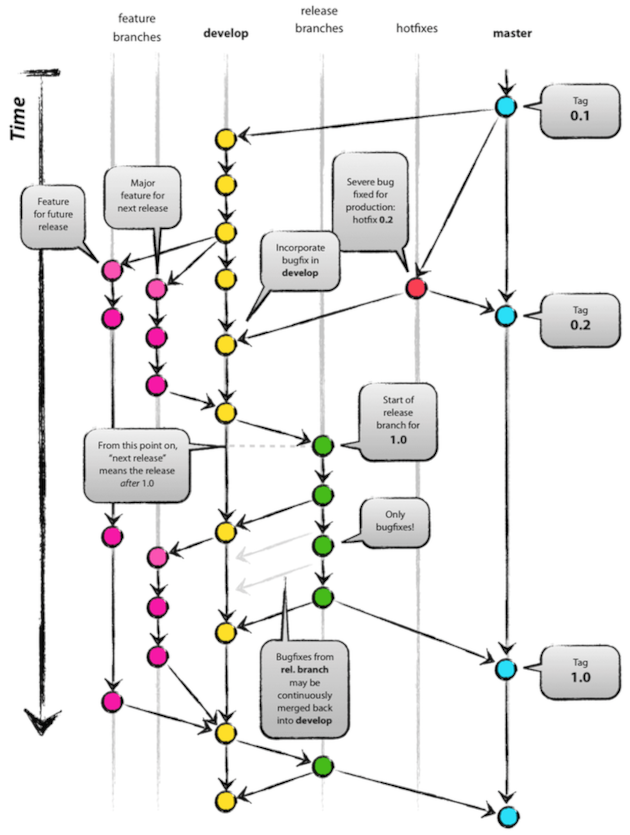 feature
branches
develop
release
branches
hotfixes
master
Time
Tag
0.1
Feature
for future
release
Major
feature for
next release
Severe bug
fixed for
production:
hotfix 0.2
Incorporate
bugfix in
develop
Tag
0.2
Start of
release
branch for
1.0
From this point on,
"next release"
means the release
after 1.0
Only
bugfixes!
Bugfixes from
rel. branch
may be
continuously
merged back
into develop
Tag
1.0